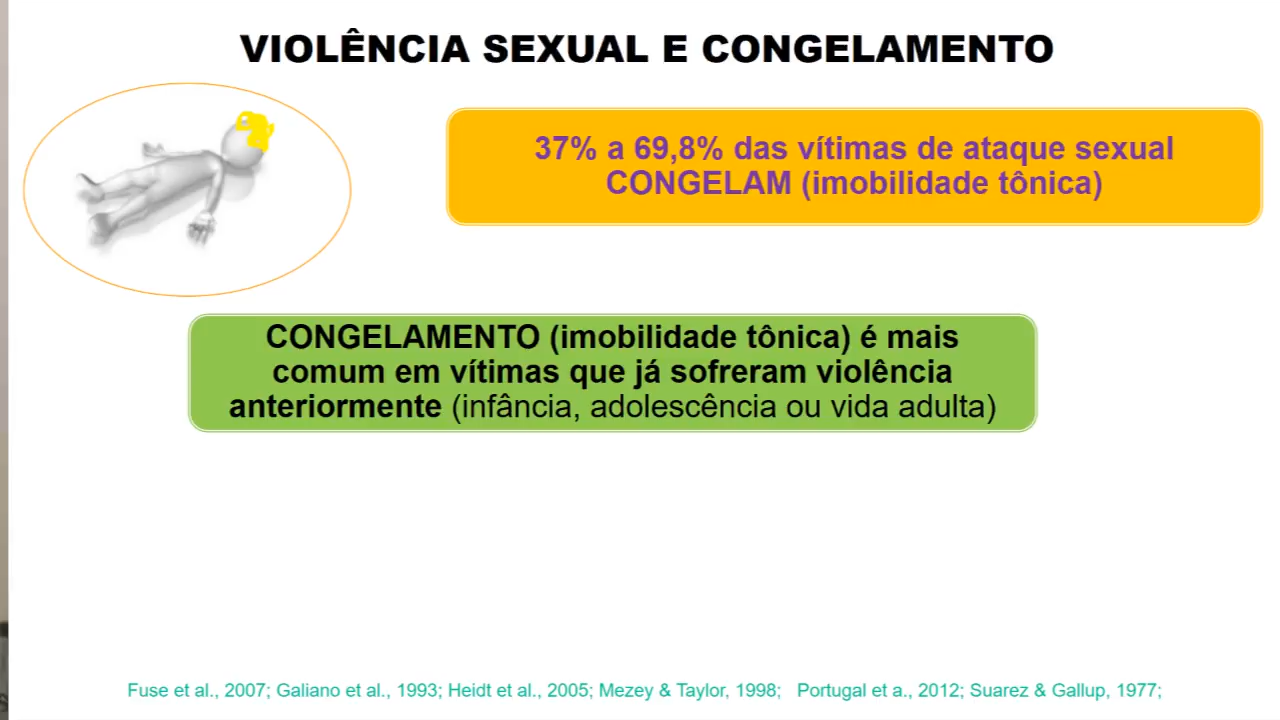 VIOLÊNCIA SEXUAL E CONGELAMENTO
37% a 69,8% das vítimas de ataque sexual
CONGELAM (imobilidade tônica)
CONGELAMENTO (imobilidade tônica) é mais
comum em vítimas que já sofreram violência
anteriormente (infância, adolescência ou vida adulta)
Fuse et al., 2007; Galiano et al., 1993; Heidt et al., 2005; Mezey & Taylor, 1998; Portugal et a., 2012; Suarez & Gallup, 1977;